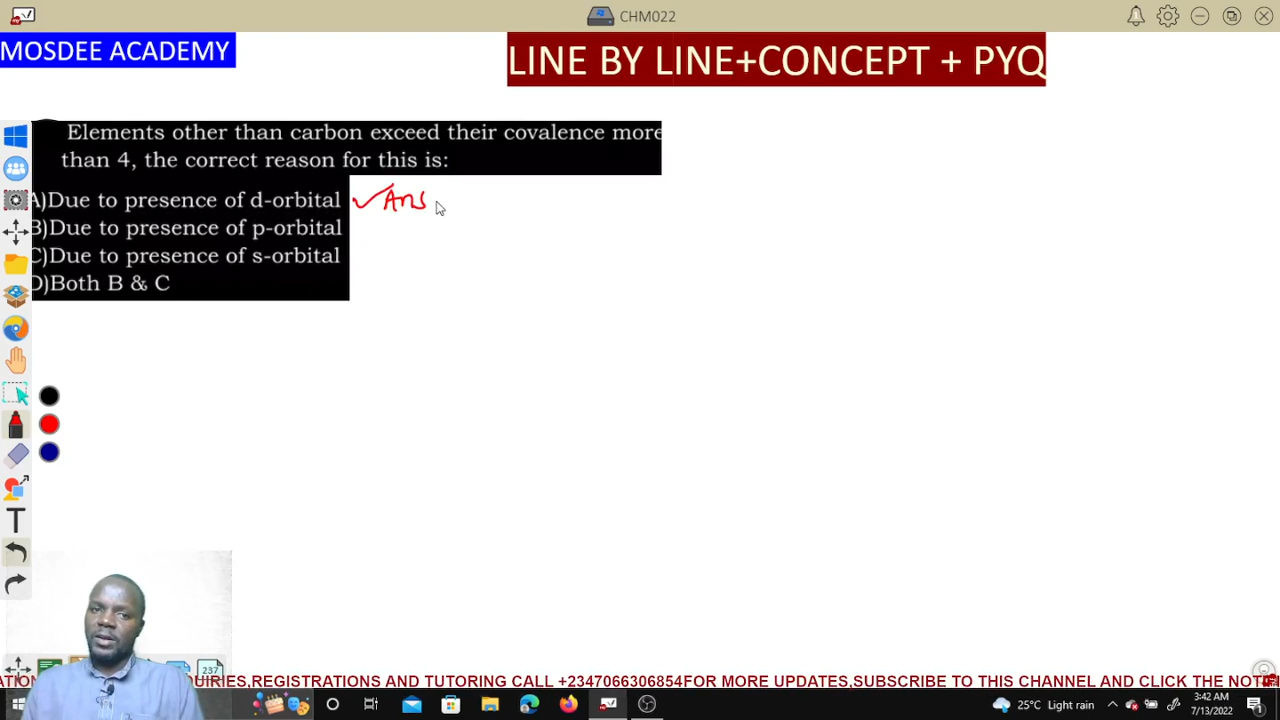 CHM022
MOSDEE ACADEMY
LINE BY LINE+CONCEPT + PYQ
Elements other than carbon exceed their covalence more
than 4, the correct reason for this is:
A)Due to presence of d-orbital
Ans
B)Due to presence of p-orbital
C)Due to presence of s-orbital
D)Both B & C
T
237
UIRIES,REGISTRATIONS AND TUTORING CALL +2347066306854FOR MORE UPDATES,SUBSCRIBE TO THIS CHANNEL AND CLICK THE
25°C Light rain
3:42 AM
7/13/2022